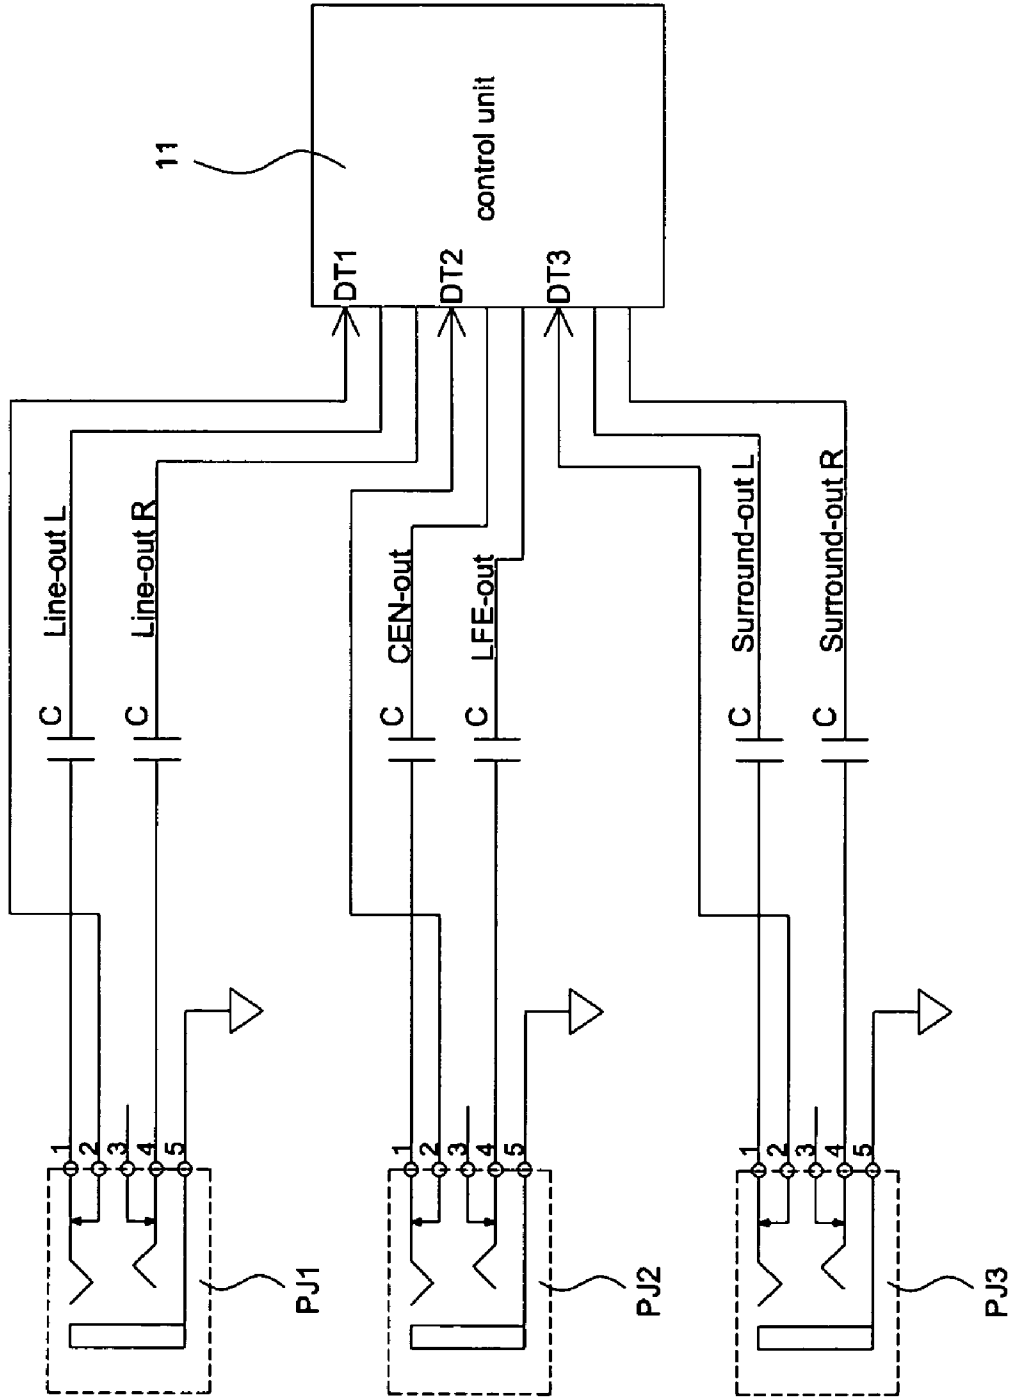 11
control unit
DT1
DT2
DT3
Line-out L
Line-out R
CEN-out
LFE-out
Surround-out L
Surround-out R
C
C
C
C
C
C
1
2
3
4
5
PJ1
1
2
3
4
5
PJ2
1
2
3
4
5
PJ3